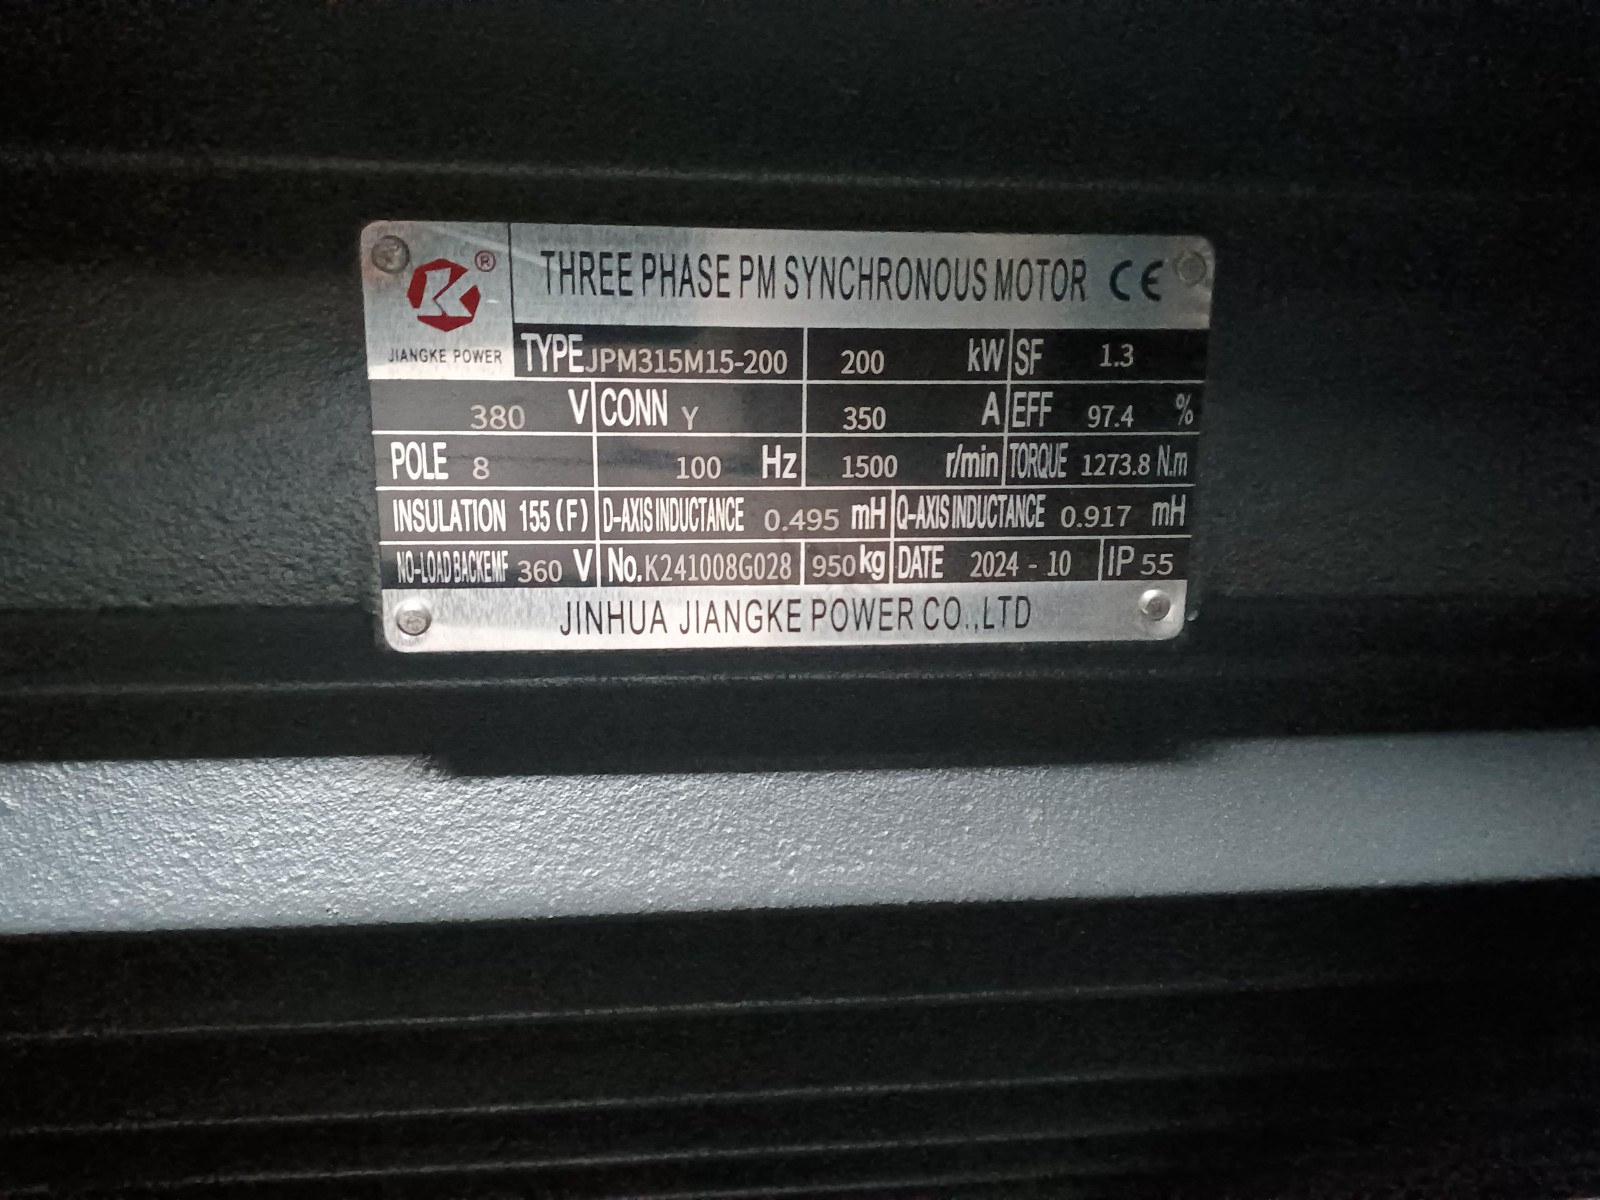 K®
JIANGKE POWER
THREE PHASE PM SYNCHRONOUS MOTOR CE
TYPE JPM315M15-200 200 kW SF 1.3
380 V CONN Y 350 A EFF 97.4 %
POLE 8 100 Hz 1500 r/min TORQUE 1273.8 N.m
INSULATION 155(F) D-AXIS INDUCTANCE 0.495 mH Q-AXIS INDUCTANCE 0.917 mH
NO-LOAD BACKEMF 360 V No.K241008G028 950kg DATE 2024 - 10 IP 55
JINHUA JIANGKE POWER CO.,LTD